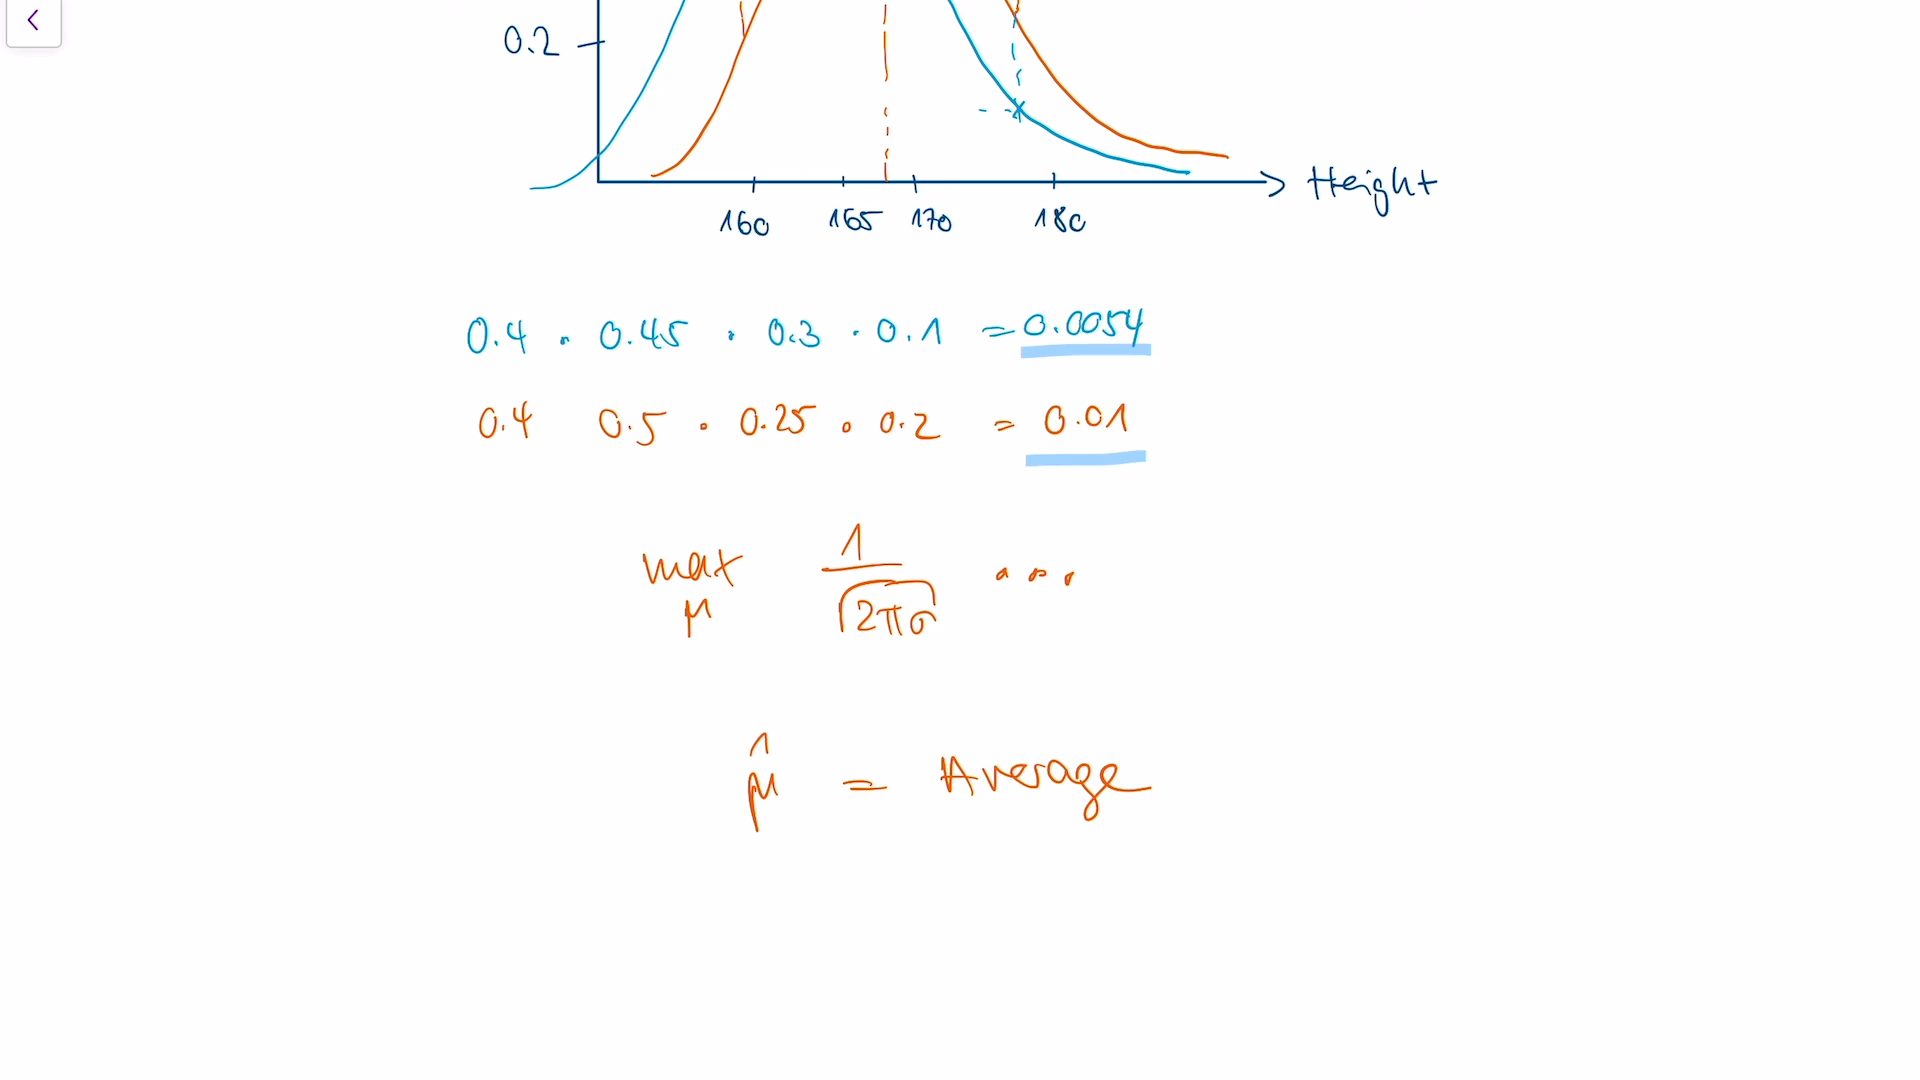 0.2
Height
160 165 170 180
0.4 · 0.45 · 0.3 · 0.1 = 0.0054
0.4 0.5 · 0.25 · 0.2 = 0.01
max 1 ...
μ √2πσ
μ̂ = Average